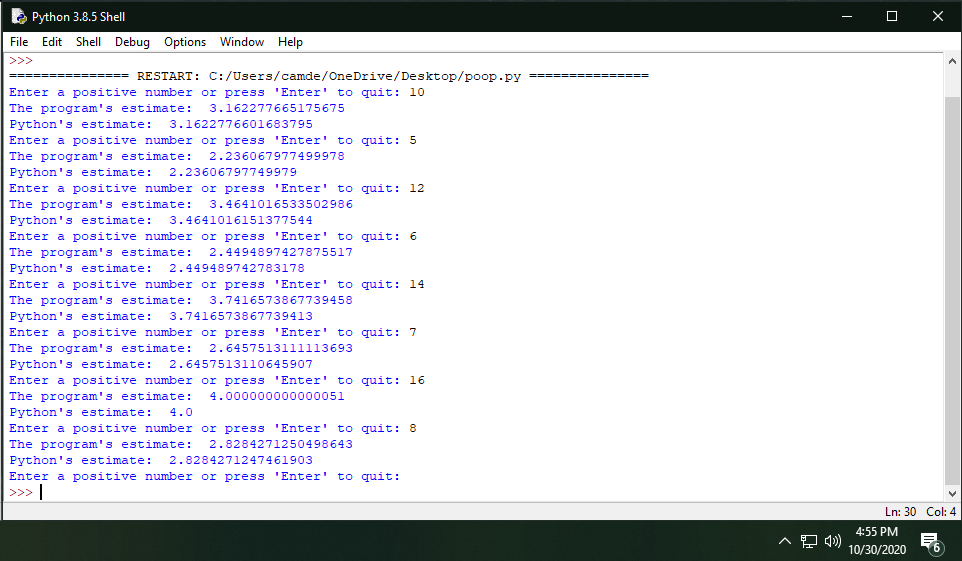 Python 3.8.5 Shell
File Edit Shell Debug Options Window Help
>>>
=============== RESTART: C:/Users/camde/OneDrive/Desktop/poop.py ===============
Enter a positive number or press 'Enter' to quit: 10
The program's estimate:  3.162277665175675
Python's estimate:  3.1622776601683795
Enter a positive number or press 'Enter' to quit: 5
The program's estimate:  2.236067977499978
Python's estimate:  2.23606797749979
Enter a positive number or press 'Enter' to quit: 12
The program's estimate:  3.4641016533502986
Python's estimate:  3.4641016151377544
Enter a positive number or press 'Enter' to quit: 6
The program's estimate:  2.4494897427875517
Python's estimate:  2.449489742783178
Enter a positive number or press 'Enter' to quit: 14
The program's estimate:  3.7416573867739458
Python's estimate:  3.7416573867739413
Enter a positive number or press 'Enter' to quit: 7
The program's estimate:  2.6457513111113693
Python's estimate:  2.6457513110645907
Enter a positive number or press 'Enter' to quit: 16
The program's estimate:  4.000000000000051
Python's estimate:  4.0
Enter a positive number or press 'Enter' to quit: 8
The program's estimate:  2.8284271250498643
Python's estimate:  2.8284271247461903
Enter a positive number or press 'Enter' to quit:
>>>
Ln: 30 Col: 4
4:55 PM
10/30/2020
6